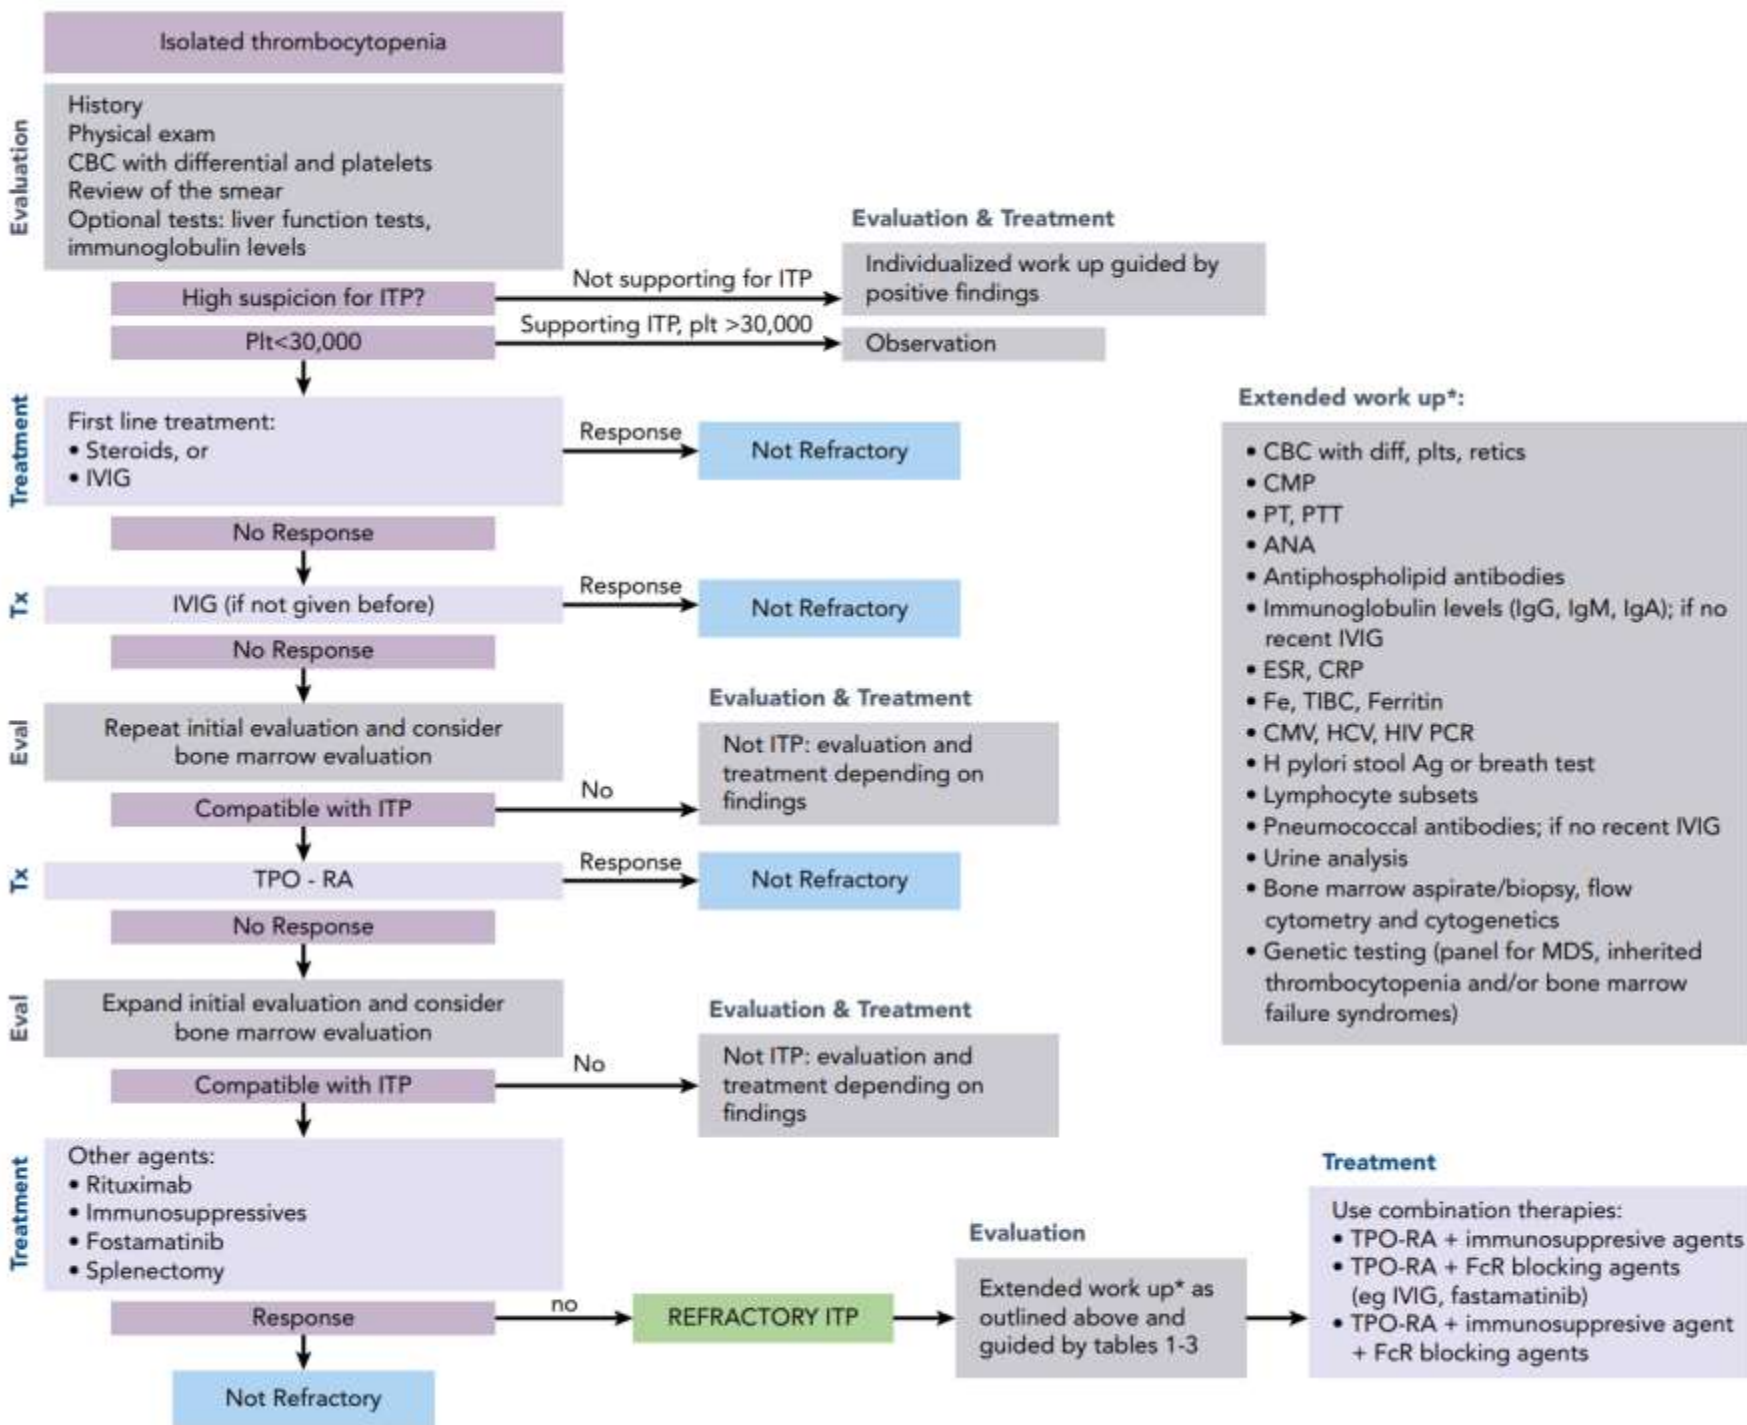 Isolated thrombocytopenia
Evaluation
History
Physical exam
CBC with differential and platelets
Review of the smear
Optional tests: liver function tests,
immunoglobulin levels
High suspicion for ITP?
Not supporting for ITP
Evaluation & Treatment
Individualized work up guided by
positive findings
Plt<30,000
Supporting ITP, plt >30,000
Observation
Treatment
First line treatment:
• Steroids, or
• IVIG
Response
Not Refractory
No Response
Tx
IVIG (if not given before)
Response
Not Refractory
No Response
Eval
Repeat initial evaluation and consider
bone marrow evaluation
Compatible with ITP
No
Evaluation & Treatment
Not ITP: evaluation and
treatment depending on
findings
Tx
TPO - RA
Response
Not Refractory
No Response
Eval
Expand initial evaluation and consider
bone marrow evaluation
Compatible with ITP
No
Evaluation & Treatment
Not ITP: evaluation and
treatment depending on
findings
Treatment
Other agents:
• Rituximab
• Immunosuppressives
• Fostamatinib
• Splenectomy
Response
no
REFRACTORY ITP
Not Refractory
Evaluation
Extended work up* as
outlined above and
guided by tables 1-3
Treatment
Use combination therapies:
• TPO-RA + immunosuppresive agents
• TPO-RA + FcR blocking agents
(eg IVIG, fastamatinib)
• TPO-RA + immunosuppresive agent
+ FcR blocking agents
Extended work up*:
• CBC with diff, plts, retics
• CMP
• PT, PTT
• ANA
• Antiphospholipid antibodies
• Immunoglobulin levels (IgG, IgM, IgA); if no
recent IVIG
• ESR, CRP
• Fe, TIBC, Ferritin
• CMV, HCV, HIV PCR
• H pylori stool Ag or breath test
• Lymphocyte subsets
• Pneumococcal antibodies; if no recent IVIG
• Urine analysis
• Bone marrow aspirate/biopsy, flow
cytometry and cytogenetics
• Genetic testing (panel for MDS, inherited
thrombocytopenia and/or bone marrow
failure syndromes)